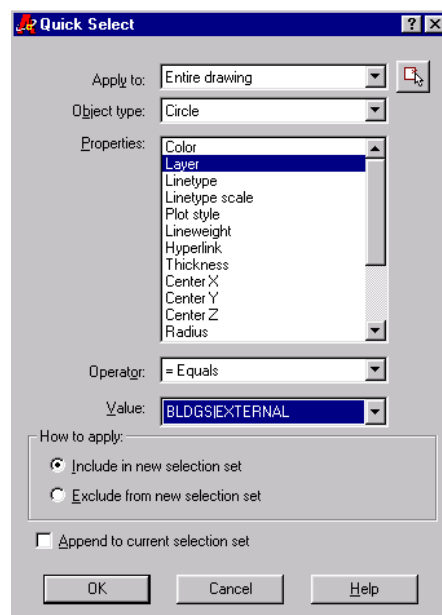 Quick Select
Apply to: Entire drawing
Object type: Circle
Properties: Color
Layer
Linetype
Linetype scale
Plot style
Lineweight
Hyperlink
Thickness
Center X
Center Y
Center Z
Radius
Operator: = Equals
Value: BLDGS|EXTERNAL
How to apply:
Include in new selection set
Exclude from new selection set
Append to current selection set
OK Cancel Help